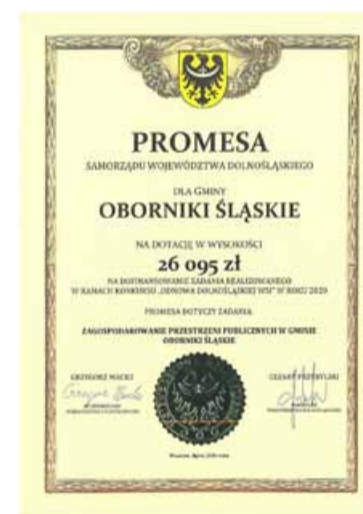 PROMESA
SAMORZĄDU WOJEWÓDZTWA DOLNOŚLĄSKIEGO
DLA GMINY
OBORNIKI ŚLĄSKIE
NA DOTACJĘ W WYSOKOŚCI
26 095 zł
NA DOFINANSOWANIE ZADANIA REALIZOWANEGO
W RAMACH KONKURSU „ODNOWA DOLNOŚLĄSKIEJ WSI” W ROKU 2020
PROMESA DOTYCZY ZADANIA:
ZAGOSPODAROWANIE PRZESTRZENI PUBLICZNYCH W GMINIE
OBORNIKI ŚLĄSKIE
GRZEGORZ MACKO
CEZARY PRZYBYLSKI